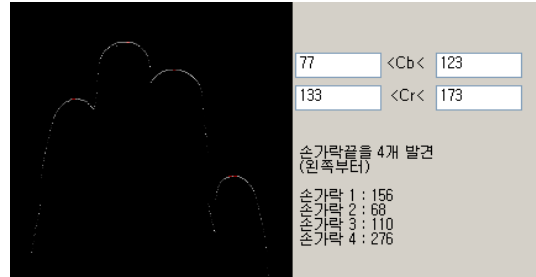 77 <Cb< 123
133 <Cr< 173
손가락끝을 4개 발견
(왼쪽부터)
손가락 1 : 156
손가락 2 : 68
손가락 3 : 110
손가락 4 : 276